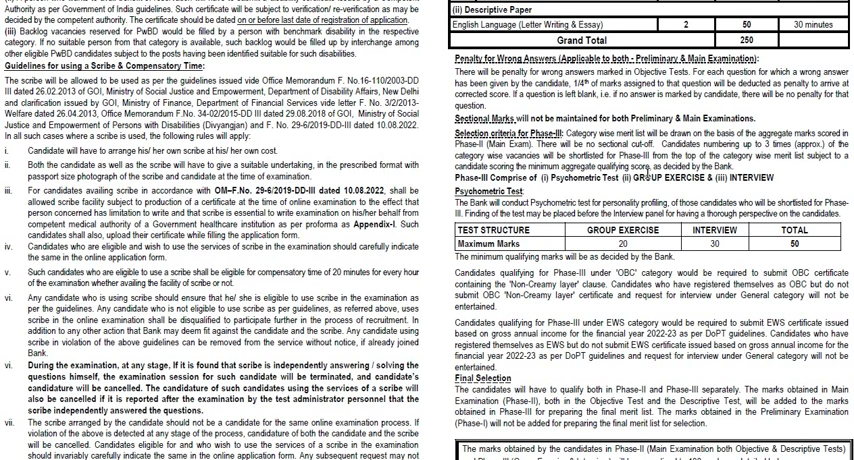 Authority as per Government of India guidelines. Such certificate will be subject to verification/ re-verification as may be
decided by the competent authority. The certificate should be dated on or before last date of registration of application.
(iii) Backlog vacancies reserved for PwBD would be filled by a person with benchmark disability in the respective
category. If no suitable person from that category is available, such backlog would be filled up by interchange among
other eligible PwBD candidates subject to the posts having been identified suitable for such disabilities.
Guidelines for using a Scribe & Compensatory Time:
The scribe will be allowed to be used as per the guidelines issued vide Office Memorandum F. No.16-110/2003-DD
III dated 26.02.2013 of GOI, Ministry of Social Justice and Empowerment, Department of Disability Affairs, New Delhi
and clarification issued by GOI, Ministry of Finance, Department of Financial Services vide letter F. No. 3/2/2013-
Welfare dated 26.04.2013, Office Memorandum F.No. 34-02/2015-DD III dated 29.08.2018 of GOI, Ministry of Social
Justice and Empowerment of Persons with Disabilities (Divyangjan) and F. No. 29-6/2019-DD-III dated 10.08.2022.
In all such cases where a scribe is used, the following rules will apply:
i. Candidate will have to arrange his/ her own scribe at his/ her own cost.
ii. Both the candidate as well as the scribe will have to give a suitable undertaking, in the prescribed format with
passport size photograph of the scribe and candidate at the time of examination.
iii. For candidates availing scribe in accordance with OM–F.No. 29-6/2019-DD-III dated 10.08.2022, shall be
allowed scribe facility subject to production of a certificate at the time of online examination to the effect that
person concerned has limitation to write and that scribe is essential to write examination on his/her behalf from
competent medical authority of a Government healthcare institution as per proforma as Appendix-I. Such
candidates shall also, upload their certificate while filling the application form.
iv. Candidates who are eligible and wish to use the services of scribe in the examination should carefully indicate
the same in the online application form.
v. Such candidates who are eligible to use a scribe shall be eligible for compensatory time of 20 minutes for every hour
of the examination whether availing the facility of scribe or not.
vi. Any candidate who is using scribe should ensure that he/ she is eligible to use scribe in the examination as
per the guidelines. Any candidate who is not eligible to use scribe as per guidelines, as referred above, uses
scribe in the online examination shall be disqualified to participate further in the process of recruitment. In
addition to any other action that Bank may deem fit against the candidate and the scribe. Any candidate using
scribe in violation of the above guidelines can be removed from the service without notice, if already joined
Bank.
vi. During the examination, at any stage, If it is found that scribe is independently answering / solving the
questions himself, the examination session for such candidate will be terminated, and candidate's
candidature will be cancelled. The candidature of such candidates using the services of a scribe will
also be cancelled if it is reported after the examination by the test administrator personnel that the
scribe independently answered the questions.
vii. The scribe arranged by the candidate should not be a candidate for the same online examination process. If
violation of the above is detected at any stage of the process, candidature of both the candidate and the scribe
will be cancelled. Candidates eligible for and who wish to use the services of a scribe in the examination
should invariably carefully indicate the same in the online application form. Any subsequent request may not
(ii) Descriptive Paper
English Language (Letter Writing & Essay) 2 50 30 minutes
Grand Total 250
Penalty for Wrong Answers (Applicable to both - Preliminary & Main Examination):
There will be penalty for wrong answers marked in Objective Tests. For each question for which a wrong answer
has been given by the candidate, 1/4th of marks assigned to that question will be deducted as penalty to arrive at
corrected score. If a question is left blank, i.e. if no answer is marked by candidate, there will be no penalty for that
question.
Sectional Marks will not be maintained for both Preliminary & Main Examinations.
Selection criteria for Phase-III: Category wise merit list will be drawn on the basis of the aggregate marks scored in
Phase-II (Main Exam). There will be no sectional cut-off. Candidates numbering up to 3 times (approx.) of the
category wise vacancies will be shortlisted for Phase-III from the top of the category wise merit list subject to a
candidate scoring the minimum aggregate qualifying score, as decided by the Bank.
Phase-III Comprise of (i) Psychometric Test (ii) GROUP EXERCISE & (iii) INTERVIEW
Psychometric Test:
The Bank will conduct Psychometric test for personality profiling, of those candidates who will be shortlisted for Phase-
III. Finding of the test may be placed before the Interview panel for having a thorough perspective on the candidates.
TEST STRUCTURE GROUP EXERCISE INTERVIEW TOTAL
Maximum Marks 20 30 50
The minimum qualifying marks will be as decided by the Bank.
Candidates qualifying for Phase-III under 'OBC' category would be required to submit OBC certificate
containing the 'Non-Creamy layer' clause. Candidates who have registered themselves as OBC but do not
submit OBC 'Non-Creamy layer' certificate and request for interview under General category will not be
entertained.
Candidates qualifying for Phase-III under EWS category would be required to submit EWS certificate issued
based on gross annual income for the financial year 2022-23 as per DoPT guidelines. Candidates who have
registered themselves as EWS but do not submit EWS certificate issued based on gross annual income for the
financial year 2022-23 as per DoPT guidelines and request for interview under General category will not be
entertained.
Final Selection
The candidates will have to qualify both in Phase-II and Phase-III separately. The marks obtained in Main
Examination (Phase-II), both in the Objective Test and the Descriptive Test, will be added to the marks
obtained in Phase-III for preparing the final merit list. The marks obtained in the Preliminary Examination
(Phase-I) will not be added for preparing the final merit list for selection.
The marks obtained by the candidates in Phase-II (Main Examination both Objective & Descriptive Tests)